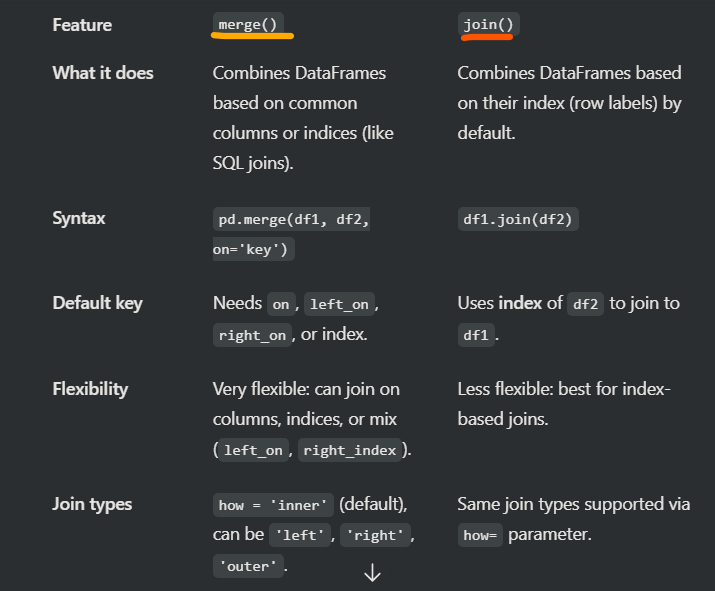 Feature merge() join()
What it does Combines DataFrames Combines DataFrames based
based on common on their index (row labels) by
columns or indices (like default.
SQL joins).
Syntax pd.merge(df1, df2, df1.join(df2)
on='key')
Default key Needs on, left_on, Uses index of df2 to join to
right_on, or index. df1.
Flexibility Very flexible: can join on Less flexible: best for index-
columns, indices, or mix based joins.
(left_on, right_index).
Join types how = 'inner' (default), Same join types supported via
can be 'left', 'right', how= parameter.
'outer'.